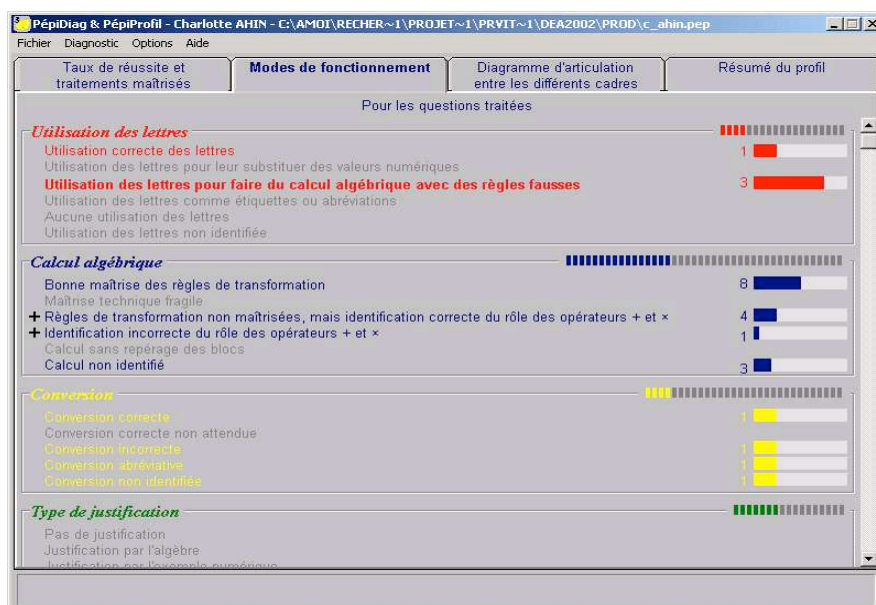 PépiDiag & PépiProfil - Charlotte AHIN - C:\AMOI\RECHER~1\PROJET~1\PRVIT~1\DEA2002\PROD\c_ahin.pep
Fichier Diagnostic Options Aide
Taux de réussite et traitements maîtrisés
Modes de fonctionnement
Diagramme d'articulation entre les différents cadres
Résumé du profil
Pour les questions traitées
Utilisation des lettres
Utilisation correcte des lettres 1
Utilisation des lettres pour leur substituer des valeurs numériques
Utilisation des lettres pour faire du calcul algébrique avec des règles fausses 3
Utilisation des lettres comme étiquettes ou abréviations
Aucune utilisation des lettres
Utilisation des lettres non identifiée
Calcul algébrique
Bonne maîtrise des règles de transformation 8
Maîtrise technique fragile
+ Règles de transformation non maîtrisées, mais identification correcte du rôle des opérateurs + et × 4
+ Identification incorrecte du rôle des opérateurs + et × 1
Calcul sans repérage des blocs
Calcul non identifié 3
Conversion
Conversion correcte 1
Conversion correcte non attendue
Conversion incorrecte 1
Conversion abréviative 1
Conversion non identifiée 1
Type de justification
Pas de justification
Justification par l'algèbre
Justification par l'exemple numérique